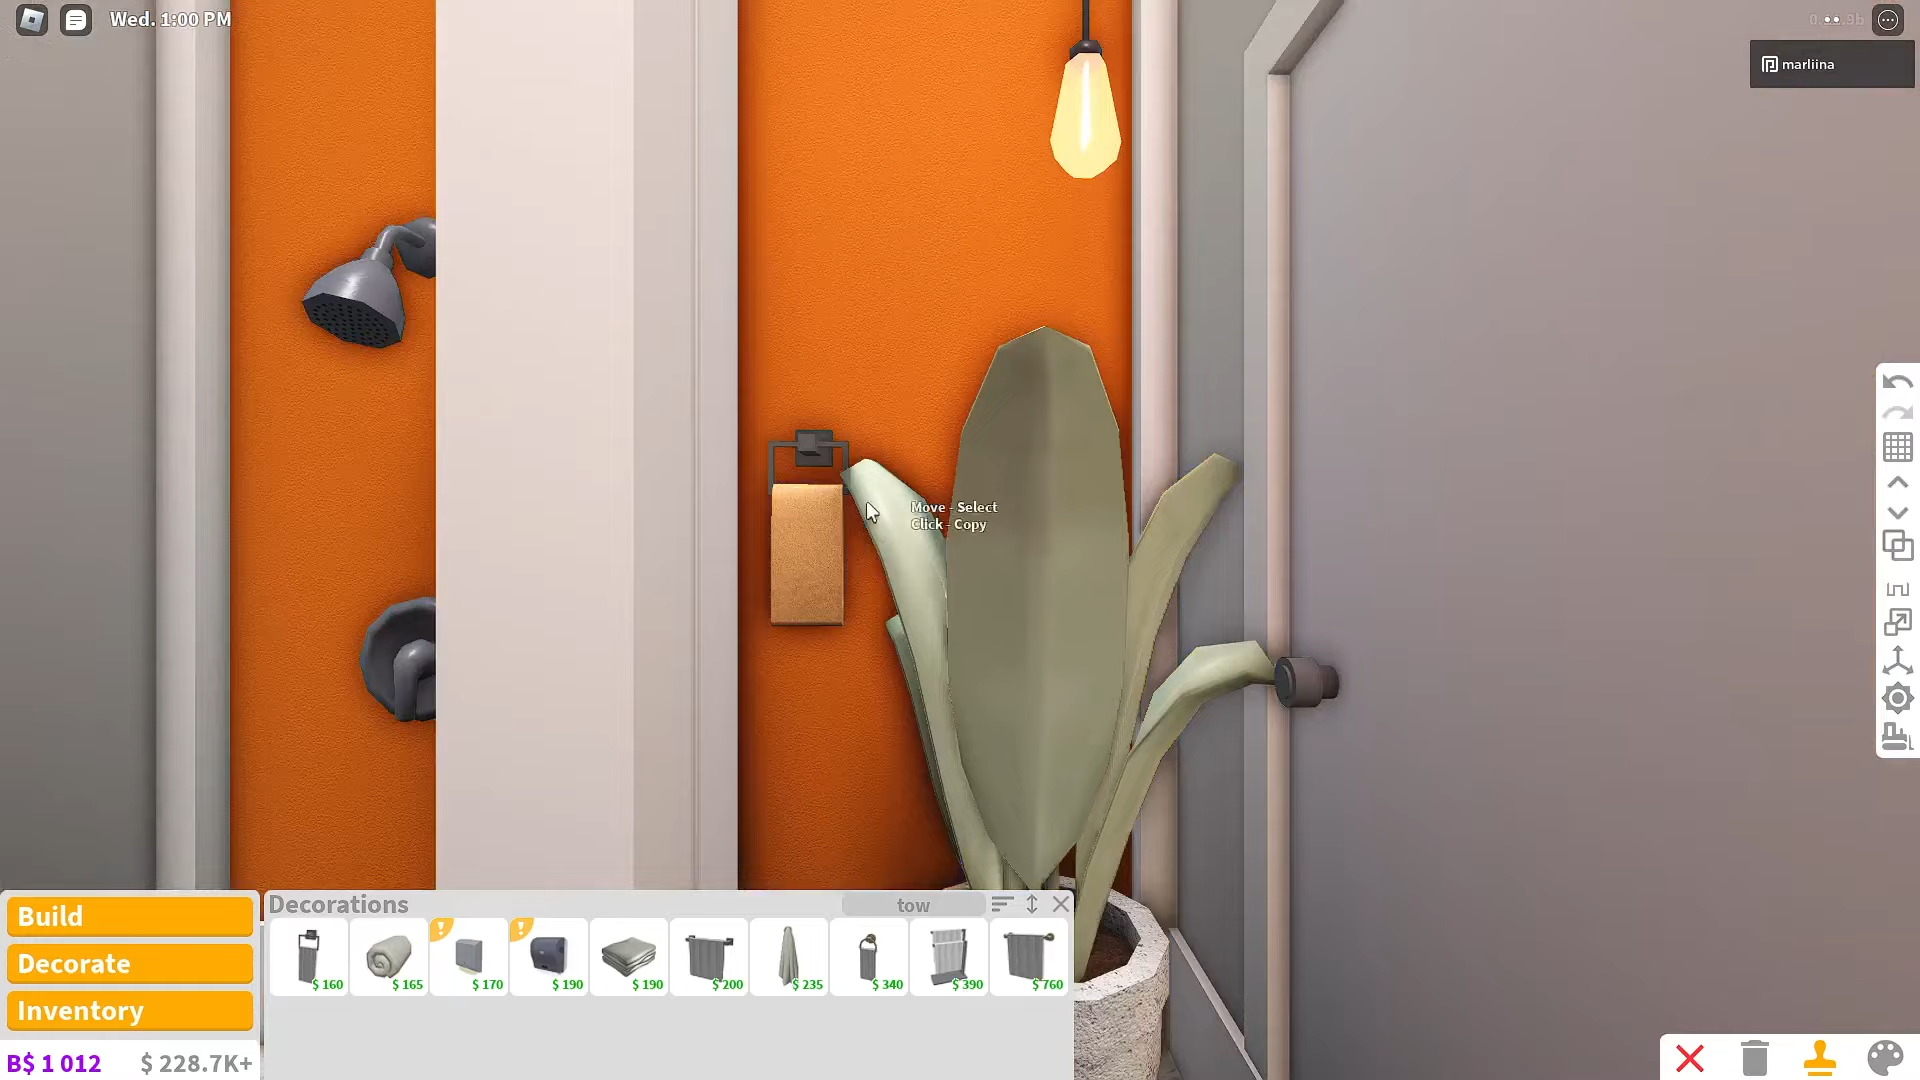 Wed. 1:00 PM
marliina
Move - Select
Click - Copy
Build
Decorate
Inventory
B$ 1 012
$ 228.7K+
Decorations
tow
$ 160
$ 165
$ 170
$ 190
$ 190
$ 200
$ 235
$ 340
$ 390
$ 760